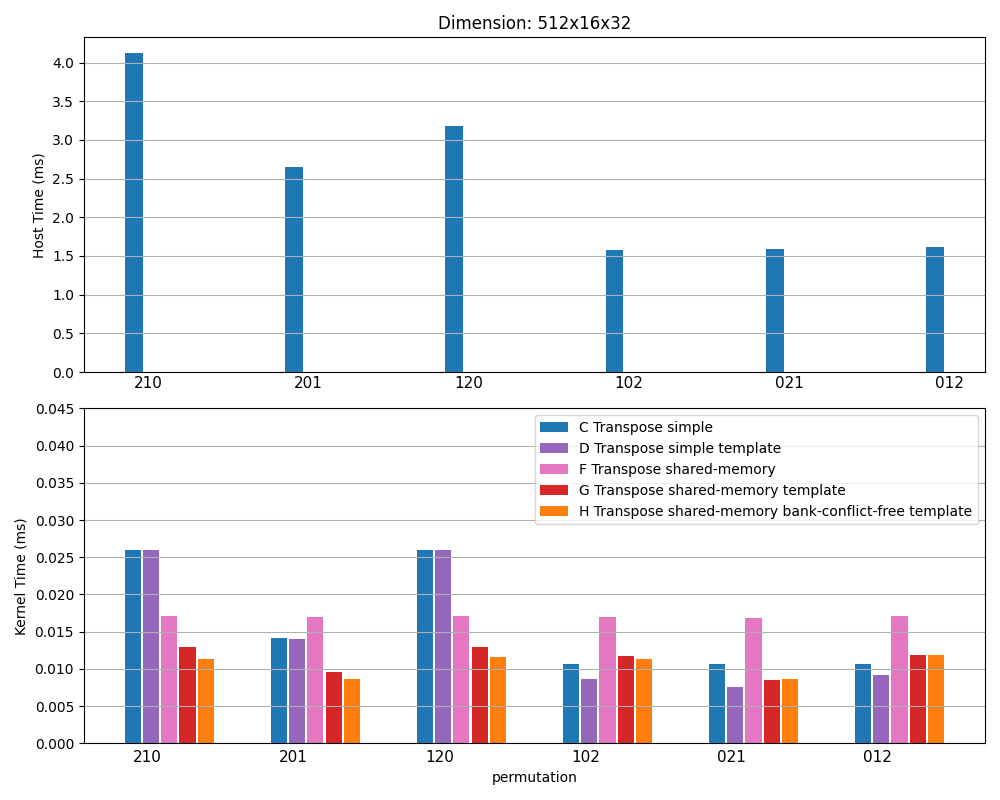 Dimension: 512x16x32
Host Time (ms)
4.0
3.5
3.0
2.5
2.0
1.5
1.0
0.5
0.0
210 201 120 102 021 012
Kernel Time (ms)
0.045
0.040
0.035
0.030
0.025
0.020
0.015
0.010
0.005
0.000
C Transpose simple
D Transpose simple template
F Transpose shared-memory
G Transpose shared-memory template
H Transpose shared-memory bank-conflict-free template
210 201 120 102 021 012
permutation